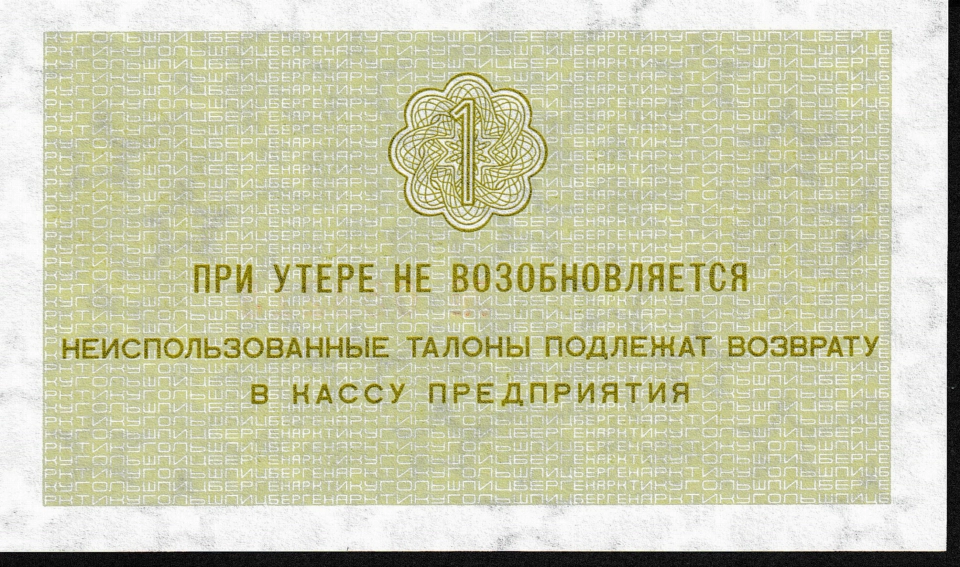 1
ПРИ УТЕРЕ НЕ ВОЗОБНОВЛЯЕТСЯ
НЕИСПОЛЬЗОВАННЫЕ ТАЛОНЫ ПОДЛЕЖАТ ВОЗВРАТУ
В КАССУ ПРЕДПРИЯТИЯ